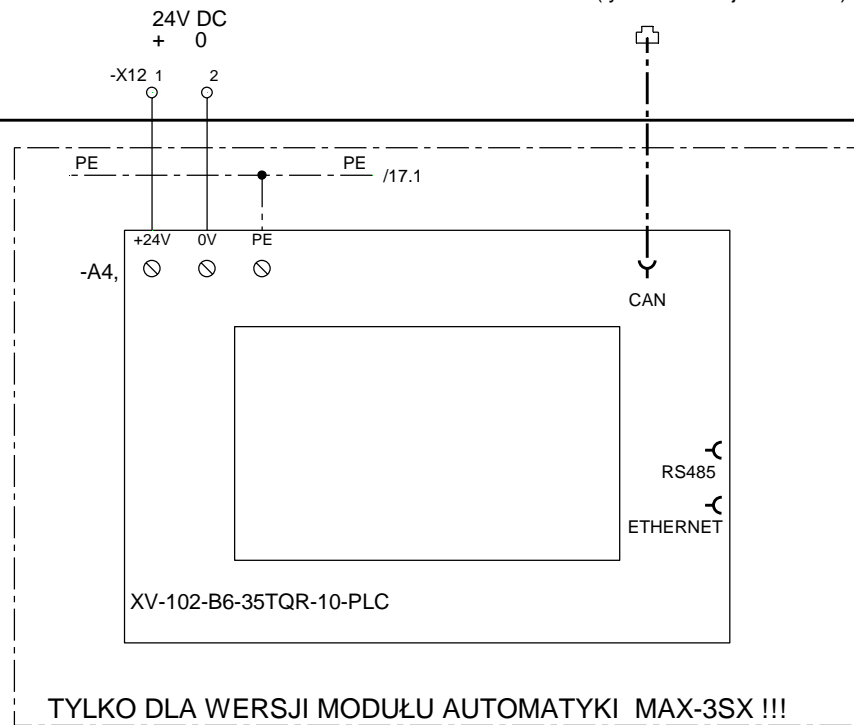 24V DC
+ 0
-X12 1 2
PE PE /17.1
+24V 0V PE
-A4,
CAN
RS485
ETHERNET
XV-102-B6-35TQR-10-PLC
TYLKO DLA WERSJI MODUŁU AUTOMATYKI MAX-3SX !!!